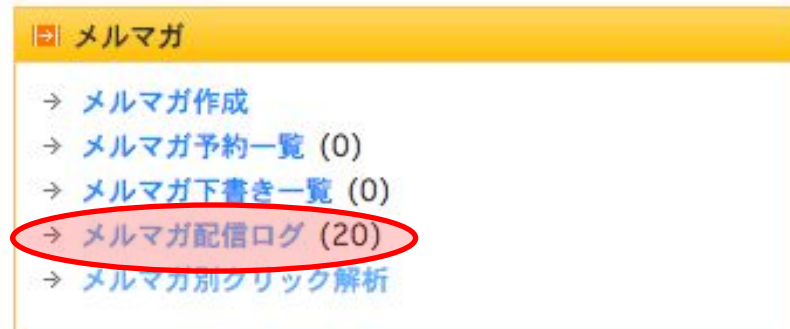 メルマガ
メルマガ作成
メルマガ予約一覧 (0)
メルマガ下書き一覧 (0)
メルマガ配信ログ (20)
メルマガ別クリック解析